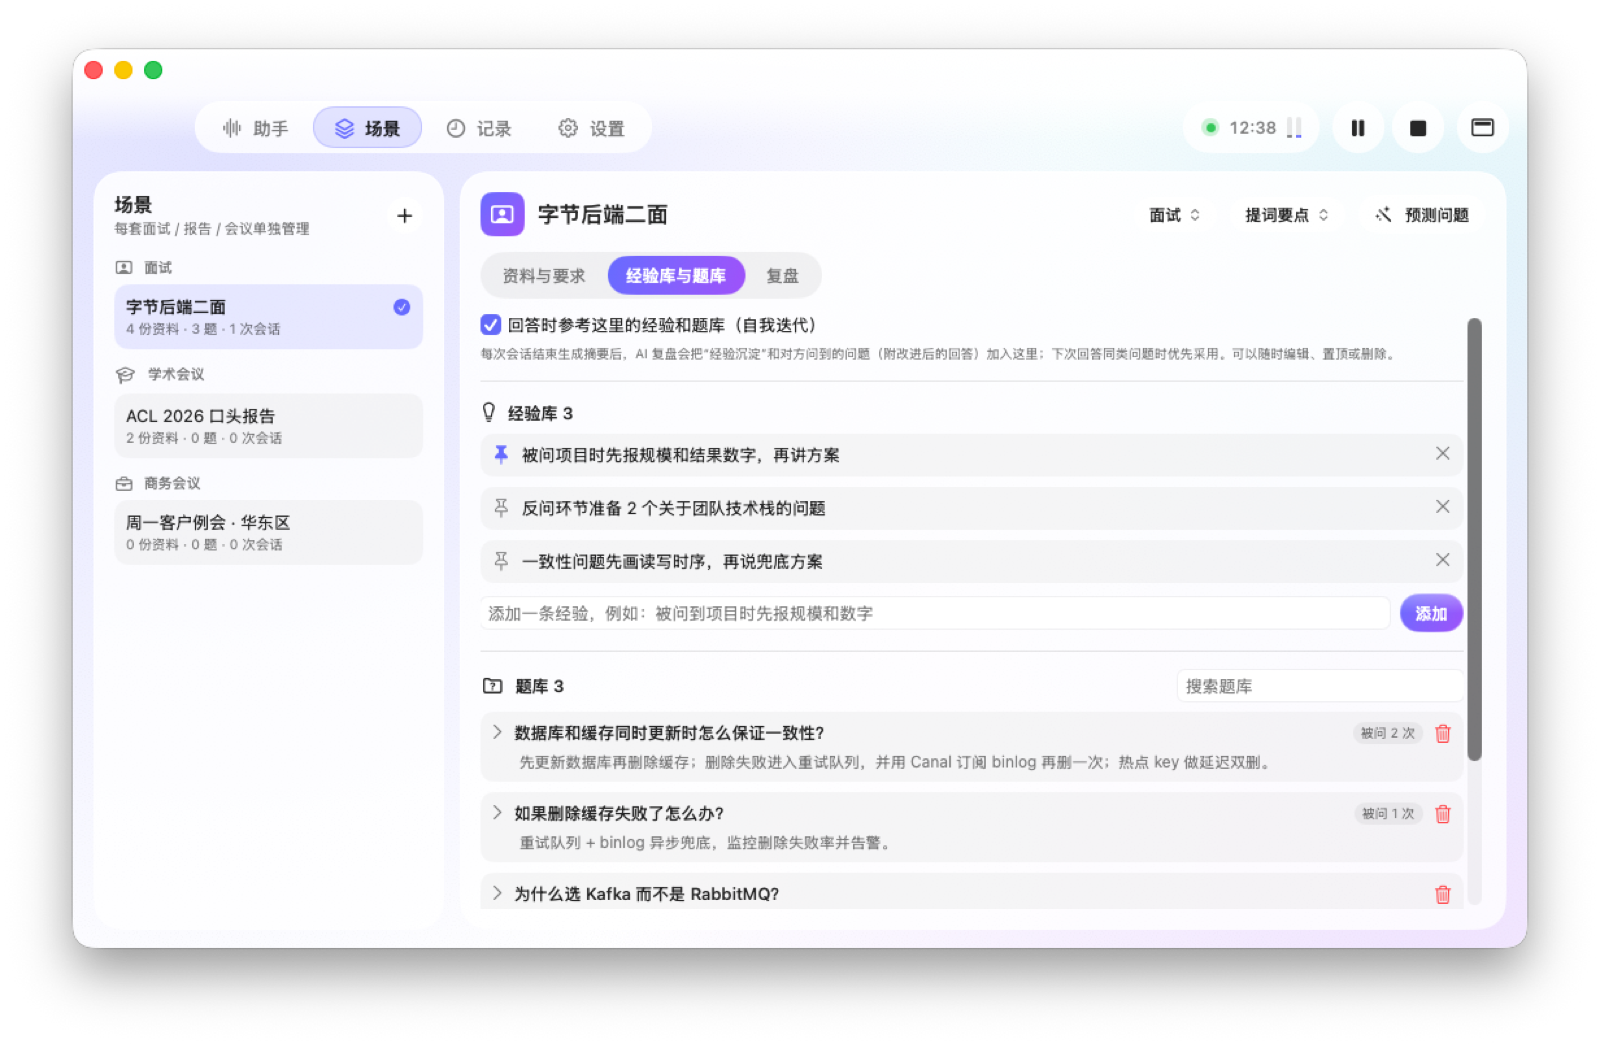 助手
场景
记录
设置
12:38
场景
每套面试 / 报告 / 会议单独管理
面试
字节后端二面
4 份资料 · 3 题 · 1 次会话
学术会议
ACL 2026 口头报告
2 份资料 · 0 题 · 0 次会话
商务会议
周一客户例会 · 华东区
0 份资料 · 0 题 · 0 次会话
字节后端二面
面试
提词要点
预测问题
资料与要求
经验库与题库
复盘
回答时参考这里的经验和题库（自我迭代）
每次会话结束生成摘要后，AI 复盘会把“经验沉淀”和对方问到的问题（附改进后的回答）加入这里；下次回答同类问题时优先采用。可以随时编辑、置顶或删除。
经验库 3
被问项目时先报规模和结果数字，再讲方案
反问环节准备 2 个关于团队技术栈的问题
一致性问题先画读写时序，再说兜底方案
添加一条经验，例如：被问到项目时先报规模和数字
添加
题库 3
搜索题库
数据库和缓存同时更新时怎么保证一致性?
被问 2 次
先更新数据库再删除缓存；删除失败进入重试队列，并用 Canal 订阅 binlog 再删一次；热点 key 做延迟双删。
如果删除缓存失败了怎么办?
被问 1 次
重试队列 + binlog 异步兜底，监控删除失败率并告警。
为什么选 Kafka 而不是 RabbitMQ?